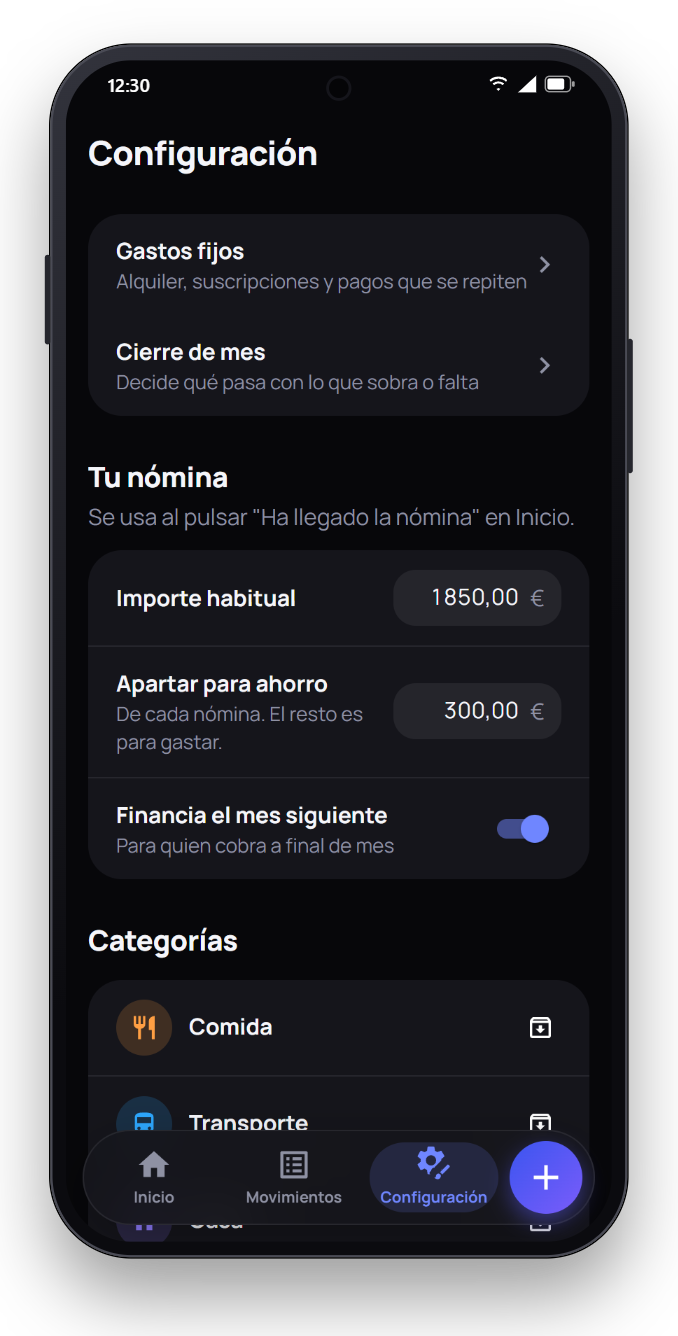 12:30
Configuración
Gastos fijos
Alquiler, suscripciones y pagos que se repiten
Cierre de mes
Decide qué pasa con lo que sobra o falta
Tu nómina
Se usa al pulsar "Ha llegado la nómina" en Inicio.
Importe habitual
1850,00 €
Apartar para ahorro
De cada nómina. El resto es
para gastar.
300,00 €
Financia el mes siguiente
Para quien cobra a final de mes
Categorías
Comida
Transporte
Inicio
Movimientos
Configuración